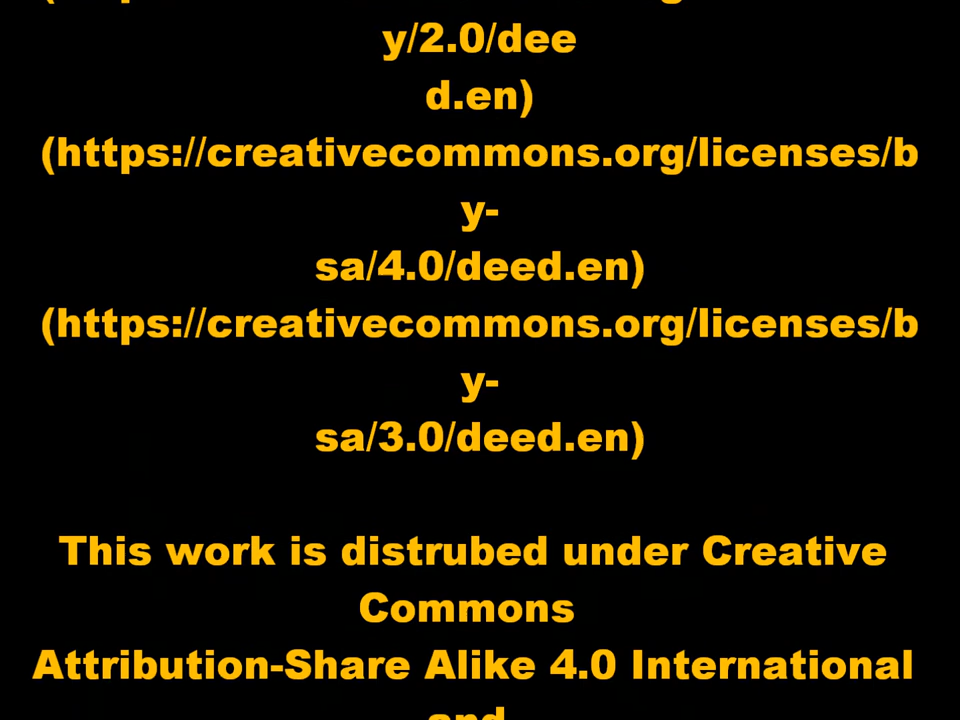 y/2.0/dee
d.en)
(https://creativecommons.org/licenses/b
y-
sa/4.0/deed.en)
(https://creativecommons.org/licenses/b
y-
sa/3.0/deed.en)
This work is distrubed under Creative
Commons
Attribution-Share Alike 4.0 International
and